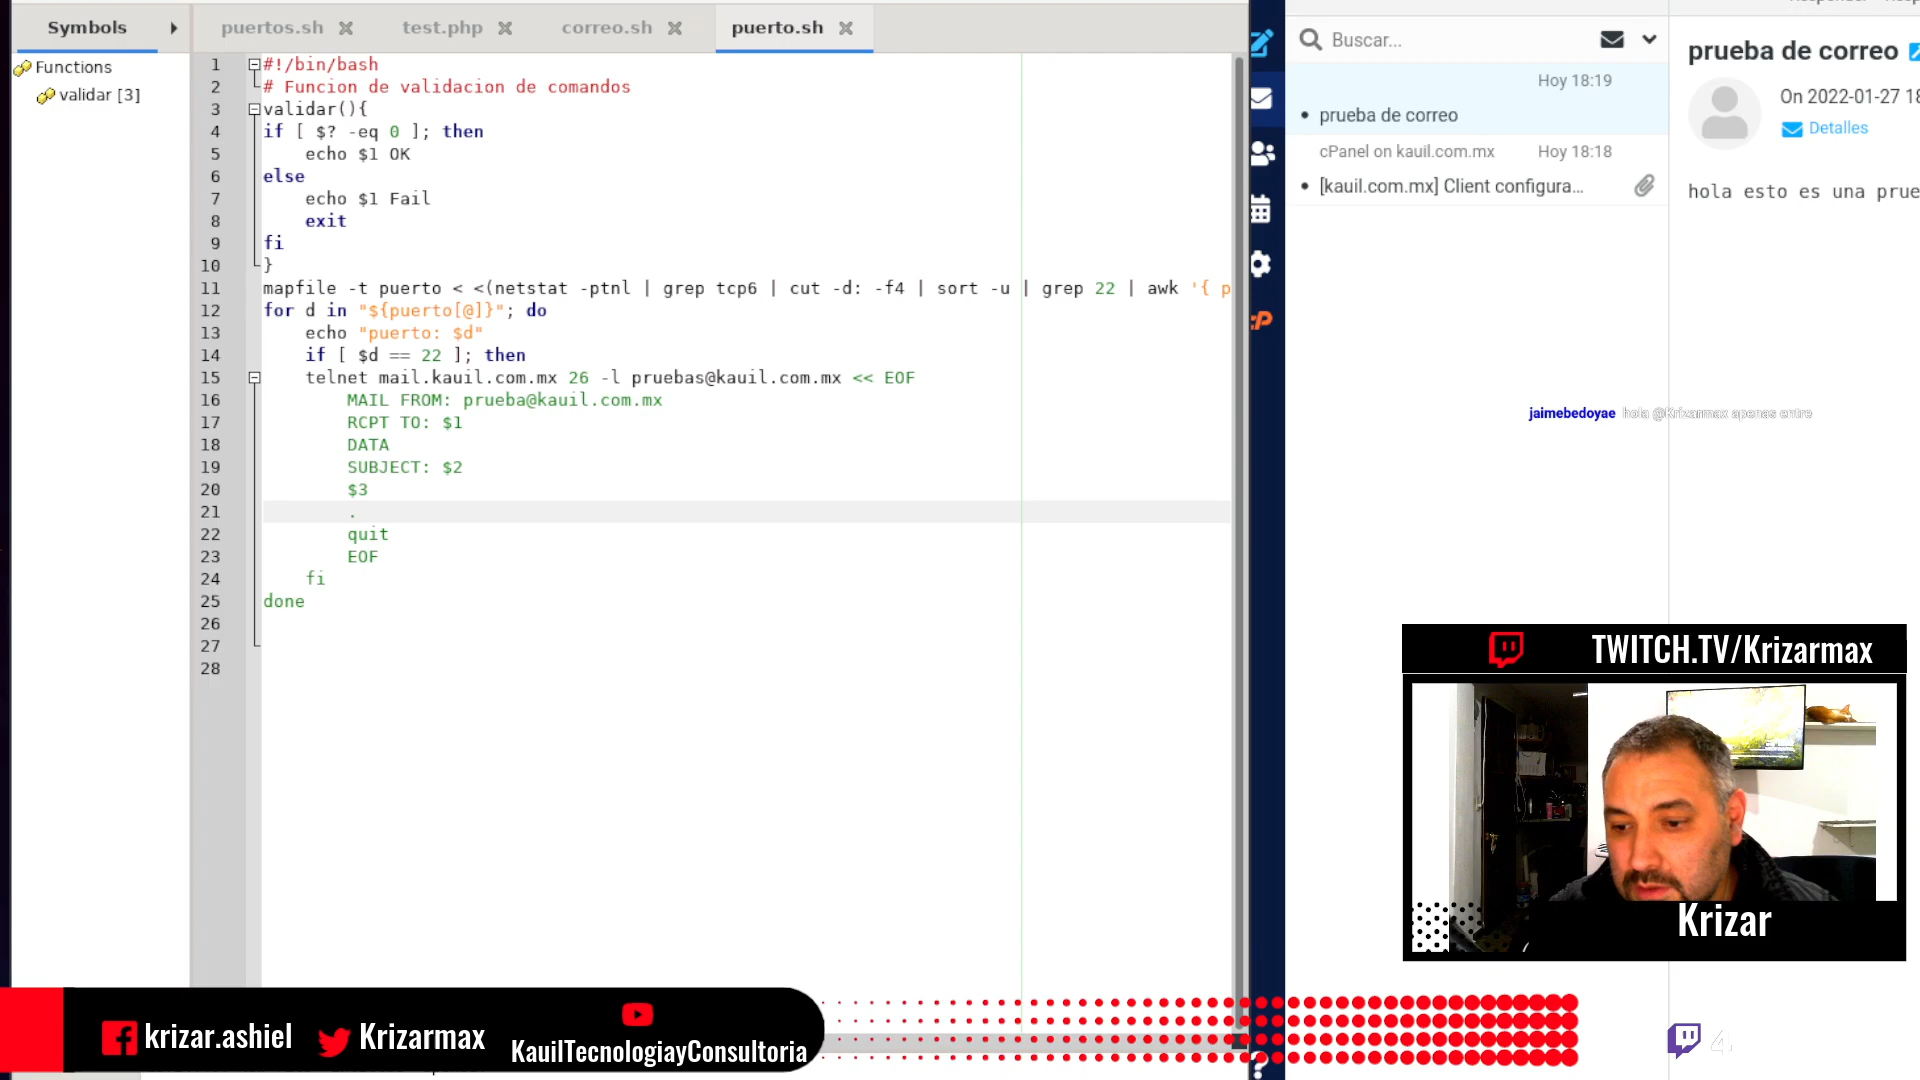 Symbols
puertos.sh
test.php
correo.sh
puerto.sh
Functions
validar [3]
1 #!/bin/bash
2 # Funcion de validacion de comandos
3 validar(){
4 if [ $? -eq 0 ]; then
5 echo $1 OK
6 else
7 echo $1 Fail
8 exit
9 fi
10 }
11 mapfile -t puerto < <(netstat -ptnl | grep tcp6 | cut -d: -f4 | sort -u | grep 22 | awk '{ p
12 for d in "${puerto[@]}"; do
13 echo "puerto: $d"
14 if [ $d == 22 ]; then
15 telnet mail.kauil.com.mx 26 -l pruebas@kauil.com.mx << EOF
16 MAIL FROM: prueba@kauil.com.mx
17 RCPT TO: $1
18 DATA
19 SUBJECT: $2
20 $3
21 .
22 quit
23 EOF
24 fi
25 done
26
27
28
Buscar...
Hoy 18:19
prueba de correo
cPanel on kauil.com.mx Hoy 18:18
[kauil.com.mx] Client configura...
prueba de correo
On 2022-01-27 18
Detalles
hola esto es una prue
jaimebedoyae hola @Krizarmax apenas entre
TWITCH.TV/Krizarmax
Krizar
krizar.ashiel
Krizarmax
KauilTecnologiayConsultoria
4